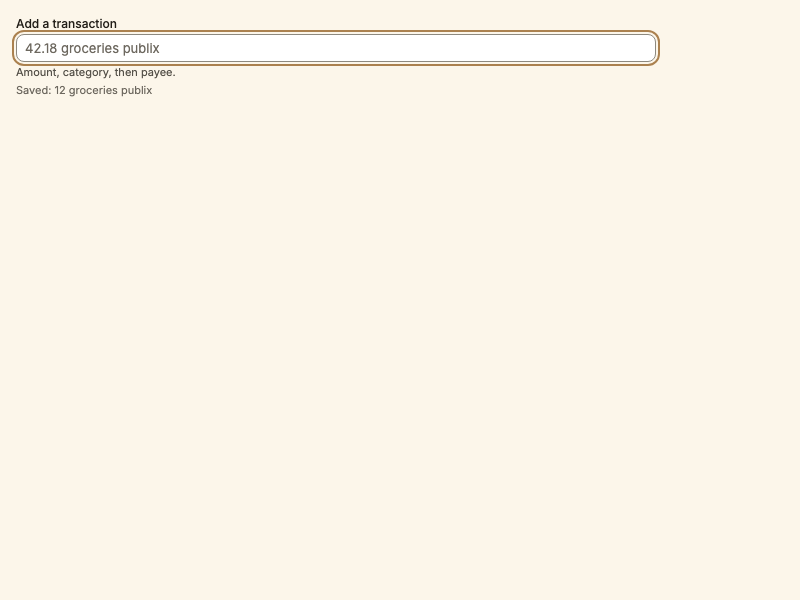 Add a transaction
42.18 groceries publix
Amount, category, then payee.
Saved: 12 groceries publix